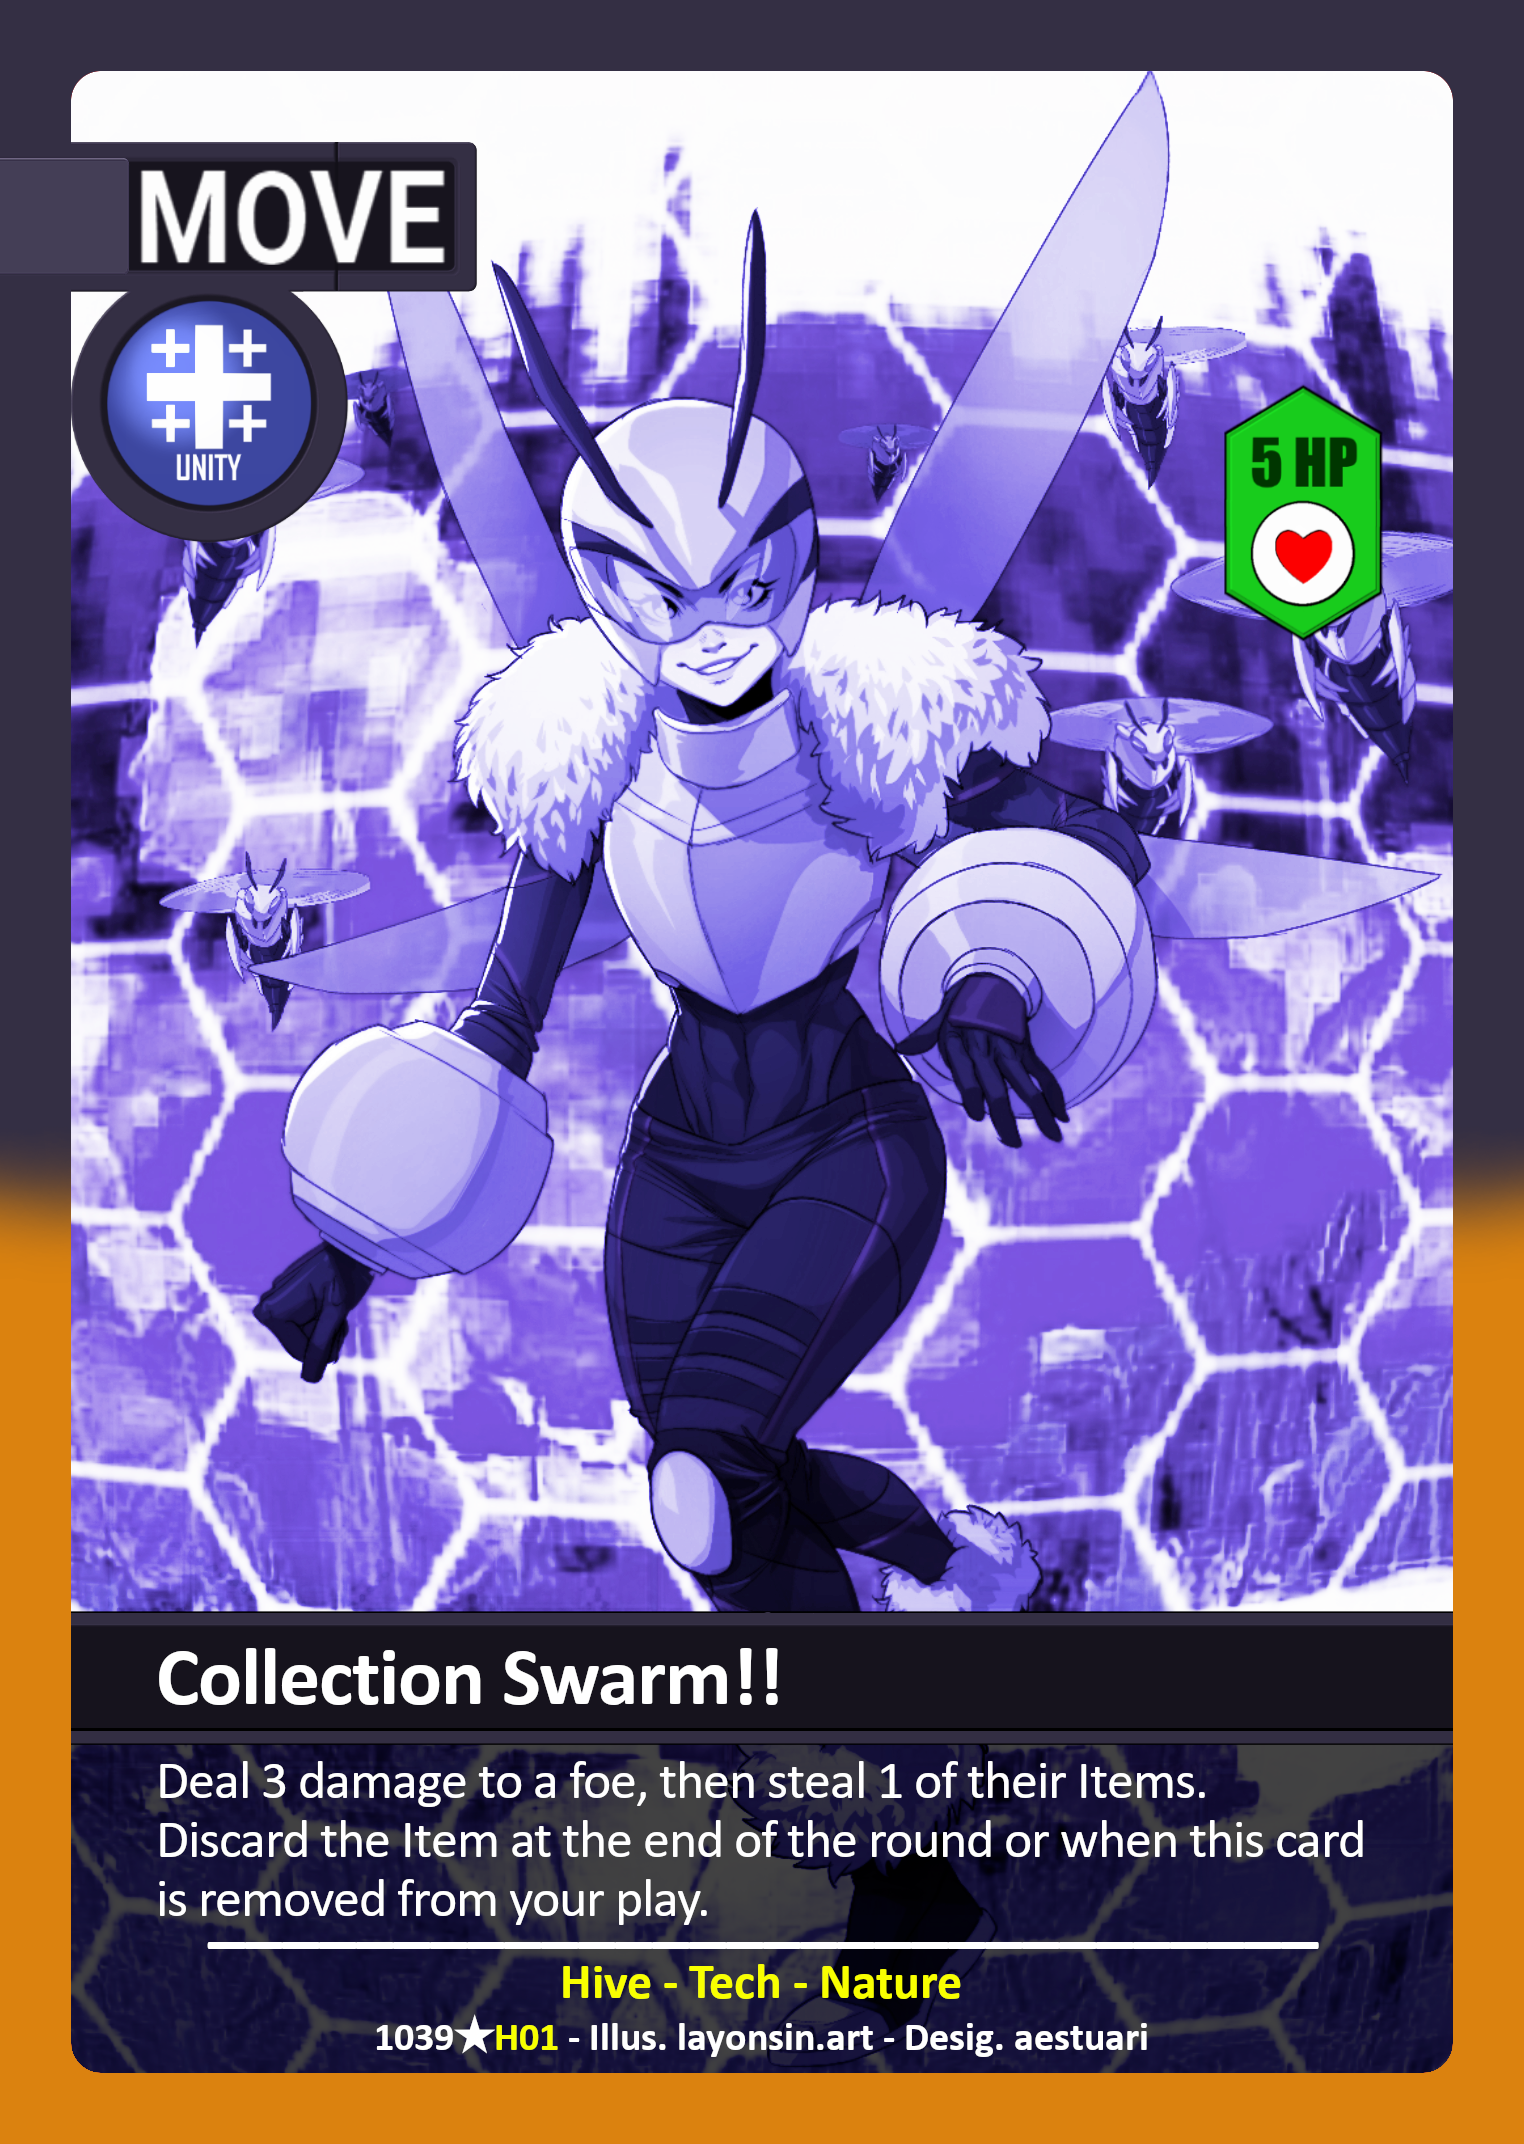 MOVE
UNITY
5 HP
Collection Swarm!!
Deal 3 damage to a foe, then steal 1 of their Items.
Discard the Item at the end of the round or when this card
is removed from your play.
Hive - Tech - Nature
1039★H01 - Illus. layonsin.art - Desig. aestuari